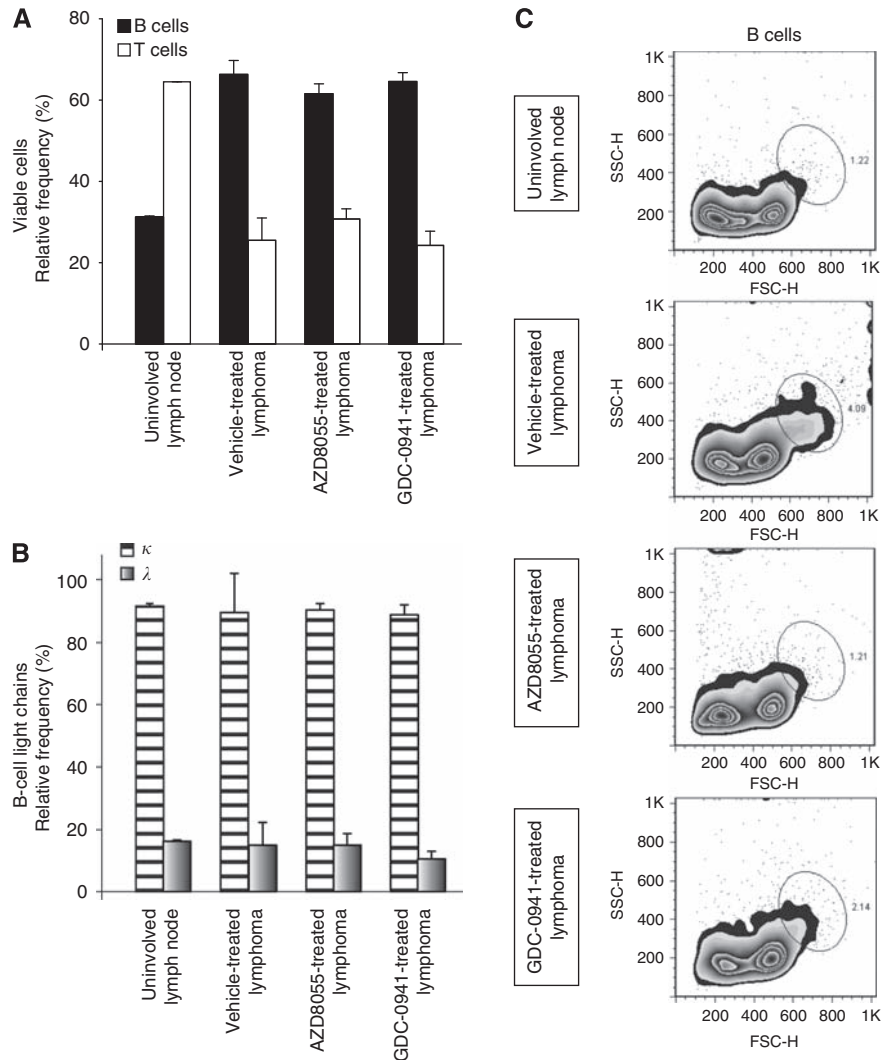 A
B cells
T cells
80
60
40
20
0
Viable cells
Relative frequency (%)
Uninvolved
lymph node
Vehicle-treated
lymphoma
AZD8055-treated
lymphoma
GDC-0941-treated
lymphoma
B
κ
λ
100
80
60
40
20
0
B-cell light chains
Relative frequency (%)
Uninvolved
lymph node
Vehicle-treated
lymphoma
AZD8055-treated
lymphoma
GDC-0941-treated
lymphoma
C
B cells
Uninvolved
lymph node
SSC-H
1K
800
600
400
200
1.22
200 400 600 800 1K
FSC-H
Vehicle-treated
lymphoma
SSC-H
1K
800
600
400
200
4.09
200 400 600 800 1K
FSC-H
AZD8055-treated
lymphoma
SSC-H
1K
800
600
400
200
1.21
200 400 600 800 1K
FSC-H
GDC-0941-treated
lymphoma
SSC-H
1K
800
600
400
200
2.14
200 400 600 800 1K
FSC-H